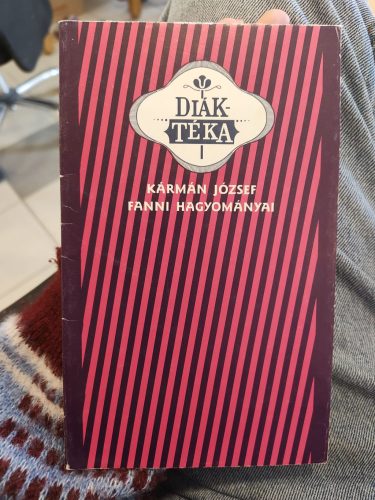 DIÁK-
TÉKA
KÁRMÁN JÓZSEF
FANNI HAGYOMÁNYAI